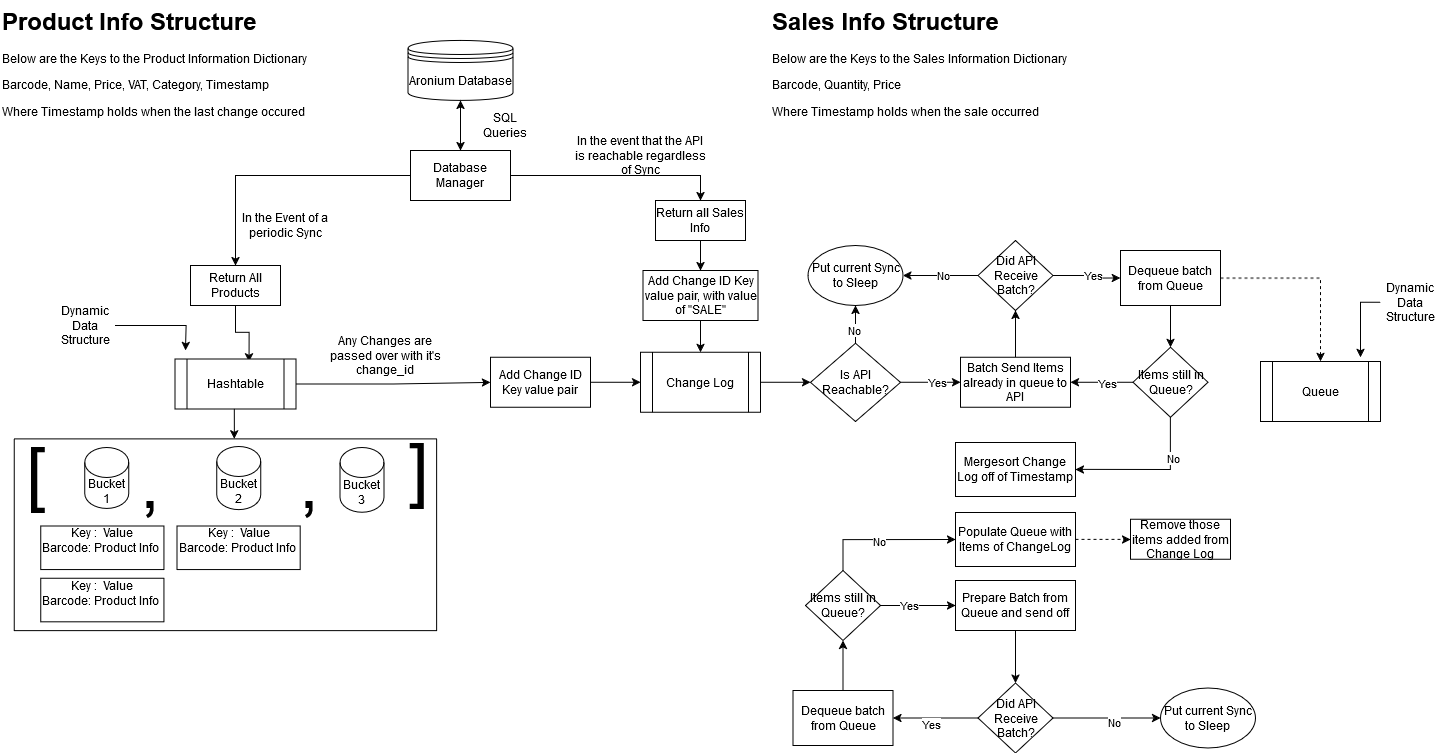 Product Info Structure
Below are the Keys to the Product Information Dictionary
Barcode, Name, Price, VAT, Category, Timestamp
Where Timestamp holds when the last change occured
Sales Info Structure
Below are the Keys to the Sales Information Dictionary
Barcode, Quantity, Price
Where Timestamp holds when the sale occurred
Aronium Database
SQL
Queries
Database
Manager
In the event that the API
is reachable regardless
of Sync
In the Event of a
periodic Sync
Return all Sales
Info
Return All
Products
Add Change ID Key
value pair, with value
of "SALE"
Dynamic
Data
Structure
Hashtable
Any Changes are
passed over with it's
change_id
Add Change ID
Key value pair
Change Log
Is API
Reachable?
No
Put current Sync
to Sleep
Yes
Batch Send Items
already in queue to
API
Did API
Receive
Batch?
No
Yes
Dequeue batch
from Queue
Items still in
Queue?
Yes
No
Dynamic
Data
Structure
Queue
Mergesort Change
Log off of Timestamp
[
Bucket
1
,
Bucket
2
,
Bucket
3
]
Key : Value
Barcode: Product Info
Key : Value
Barcode: Product Info
Key : Value
Barcode: Product Info
Populate Queue with
Items of ChangeLog
Remove those
items added from
Change Log
No
Items still in
Queue?
Yes
Prepare Batch from
Queue and send off
Dequeue batch
from Queue
Yes
Did API
Receive
Batch?
No
Put current Sync
to Sleep